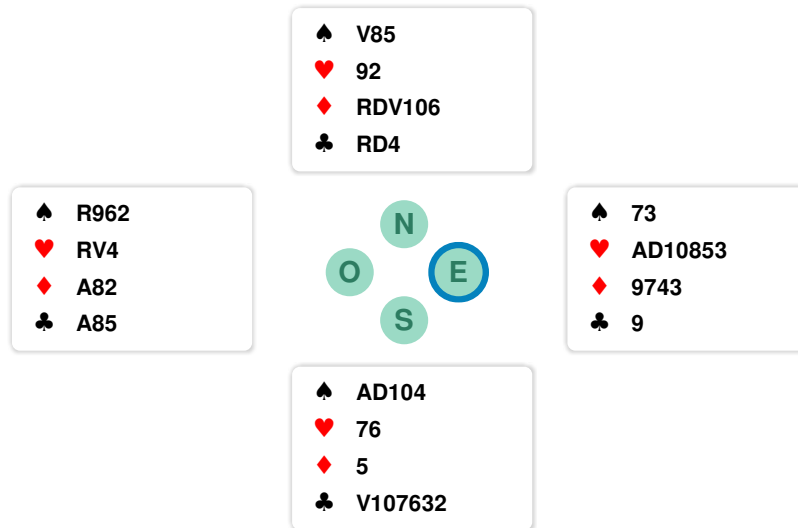 ♠ V85
♥ 92
♦ RDV106
♣ RD4
♠ R962
♥ RV4
♦ A82
♣ A85
N
O E
S
♠ 73
♥ AD10853
♦ 9743
♣ 9
♠ AD104
♥ 76
♦ 5
♣ V107632